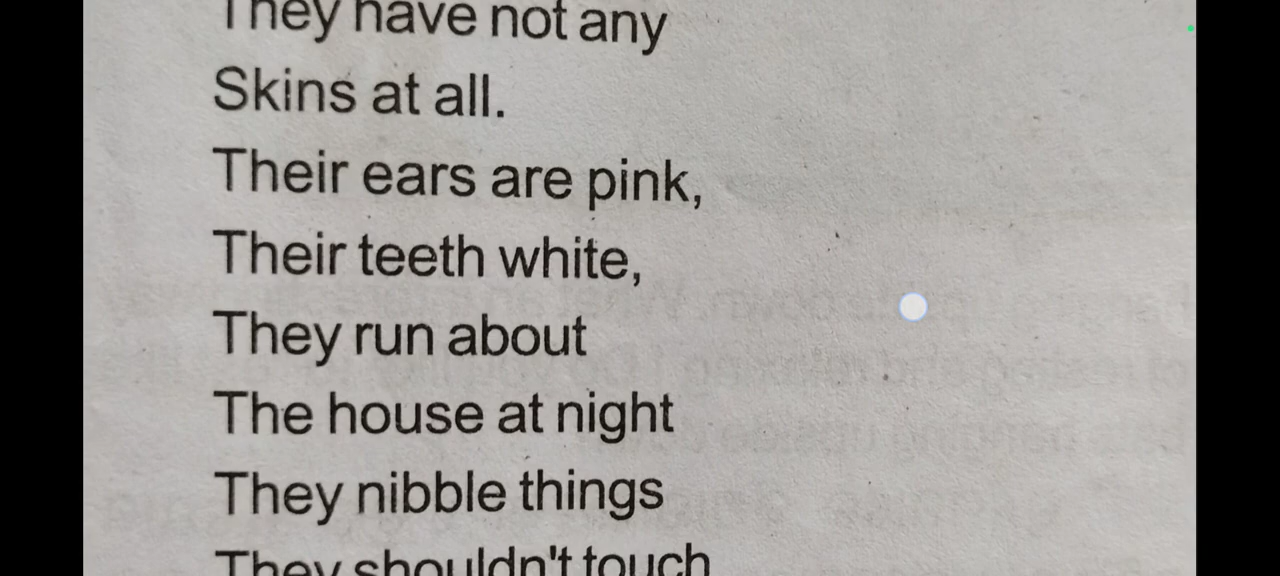 They have not any
Skins at all.
Their ears are pink,
Their teeth white,
They run about
The house at night
They nibble things
They shouldn't touch